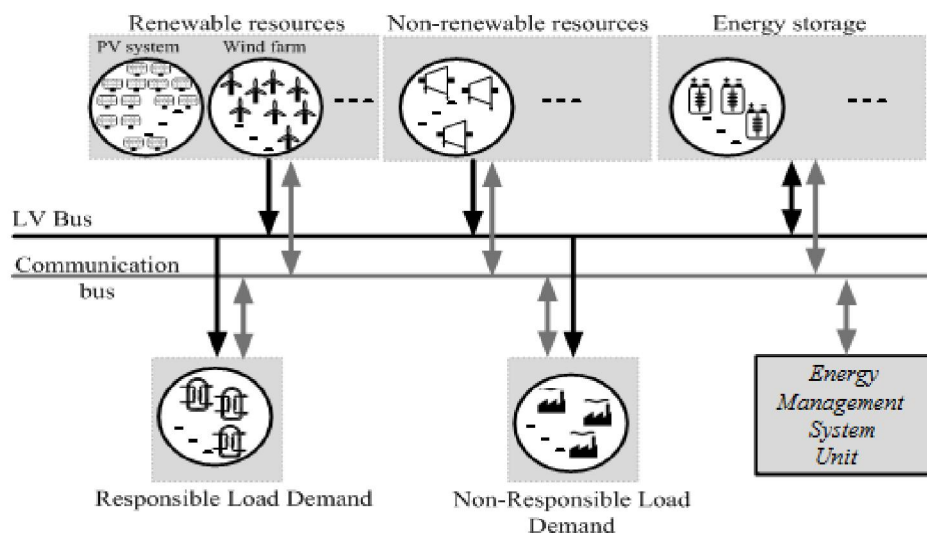 Renewable resources
Non-renewable resources
Energy storage
PV system
Wind farm
LV Bus
Communication
bus
Energy
Management
System
Unit
Responsible Load Demand
Non-Responsible Load
Demand